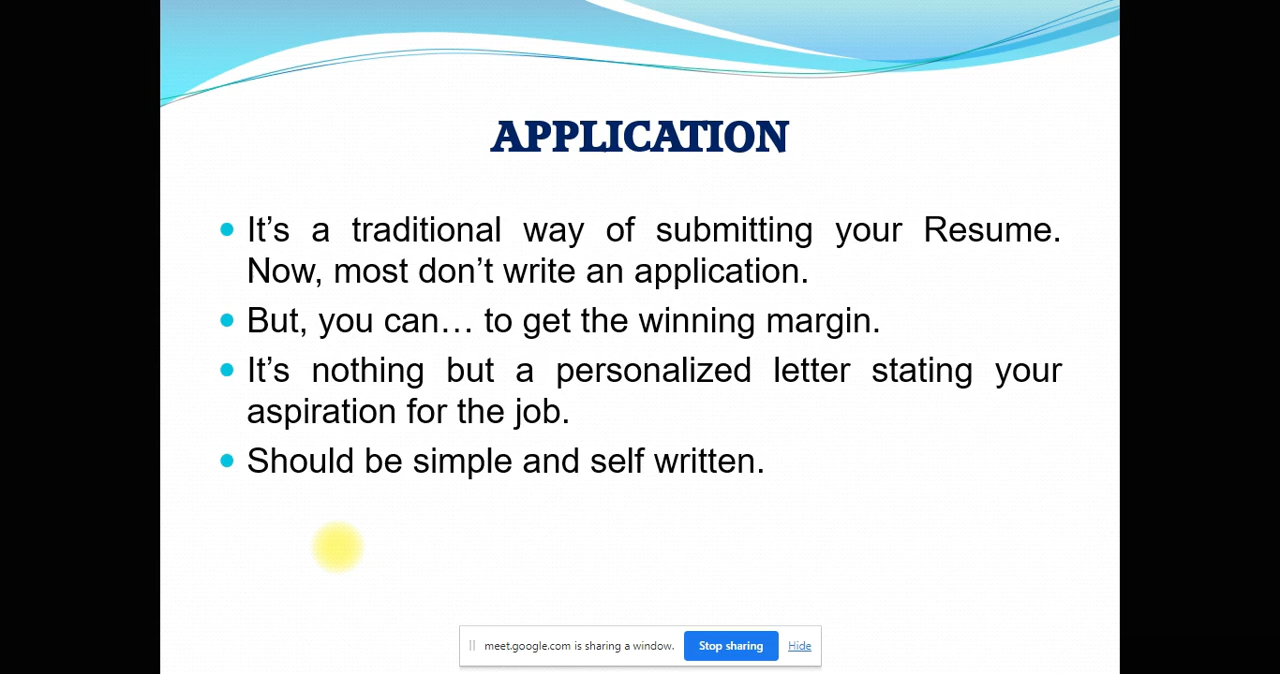 APPLICATION
It’s a traditional way of submitting your Resume.
Now, most don’t write an application.
But, you can… to get the winning margin.
It’s nothing but a personalized letter stating your
aspiration for the job.
Should be simple and self written.
meet.google.com is sharing a window. Stop sharing Hide